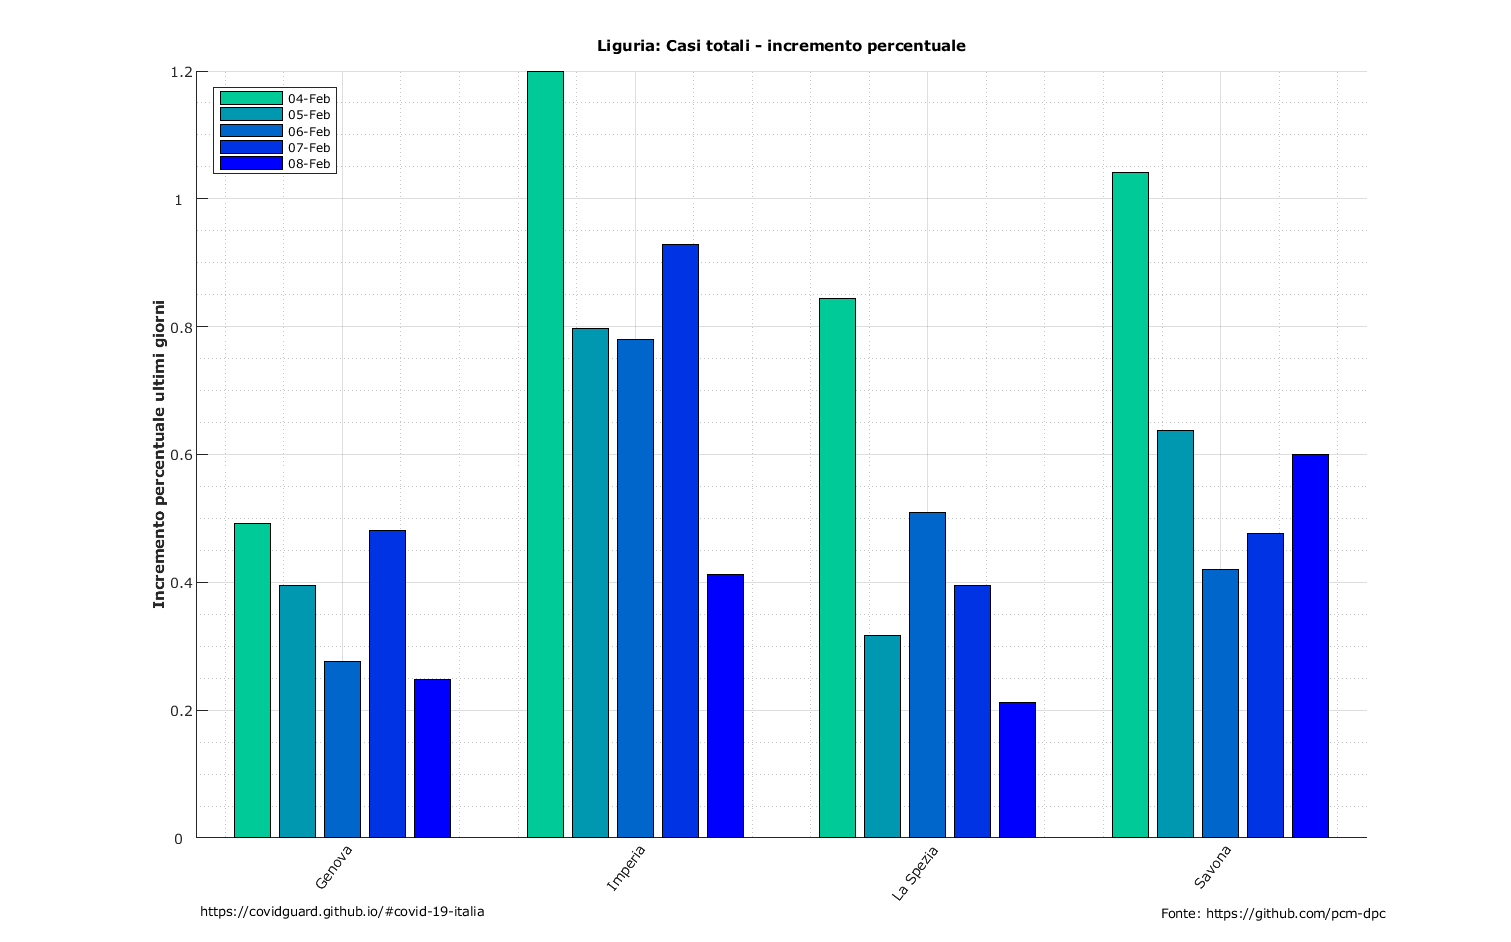 Liguria: Casi totali - incremento percentuale
Incremento percentuale ultimi giorni
1.2
1
0.8
0.6
0.4
0.2
0
04-Feb
05-Feb
06-Feb
07-Feb
08-Feb
Genova
Imperia
La Spezia
Savona
https://covidguard.github.io/#covid-19-italia
Fonte: https://github.com/pcm-dpc